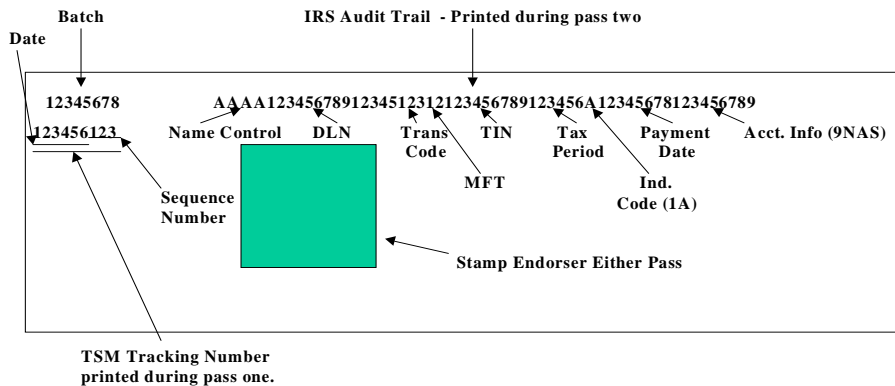 Batch
IRS Audit Trail - Printed during pass two
Date
12345678
AAAA1234567891234512312123456789123456A12345678123456789
123456123
Name Control
DLN
Trans
Code
TIN
Tax
Period
Payment
Date
Acct. Info (9NAS)
MFT
Ind.
Code (1A)
Sequence
Number
Stamp Endorser Either Pass
TSM Tracking Number
printed during pass one.